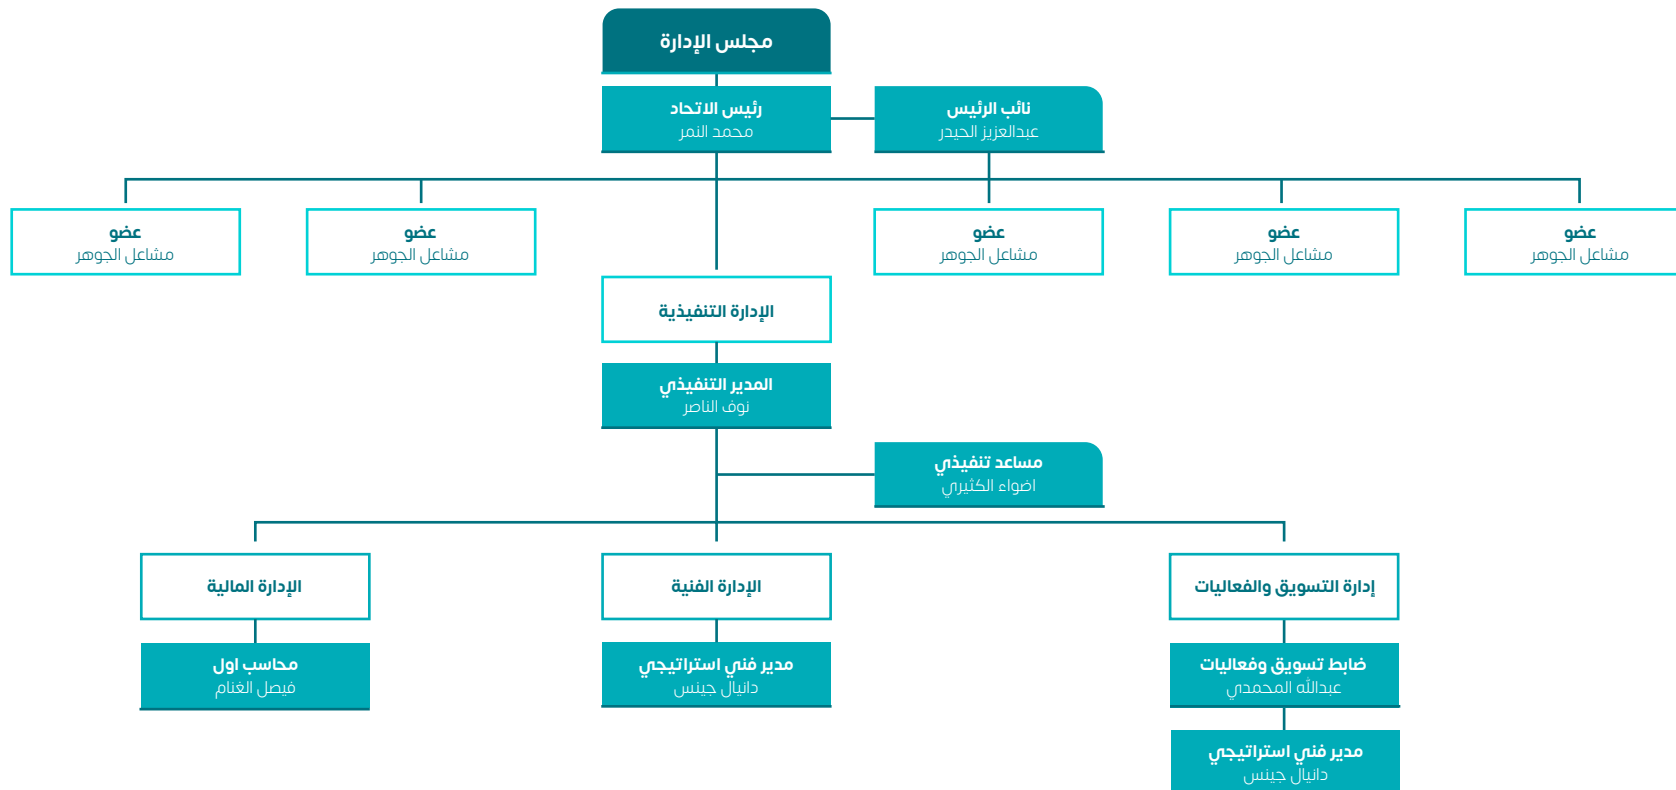 مجلس الإدارة
رئيس الاتحاد
محمد النمر
نائب الرئيس
عبدالعزيز الحيدر
عضو
مشاعل الجوهر
عضو
مشاعل الجوهر
عضو
مشاعل الجوهر
عضو
مشاعل الجوهر
عضو
مشاعل الجوهر
الإدارة التنفيذية
المدير التنفيذي
نوف الناصر
مساعد تنفيذي
اضواء الكثيري
إدارة التسويق والفعاليات
الإدارة الفنية
الإدارة المالية
ضابط تسويق وفعاليات
عبدالله المحمدي
مدير فني استراتيجي
دانيال جينس
محاسب اول
فيصل الغنام
مدير فني استراتيجي
دانيال جينس